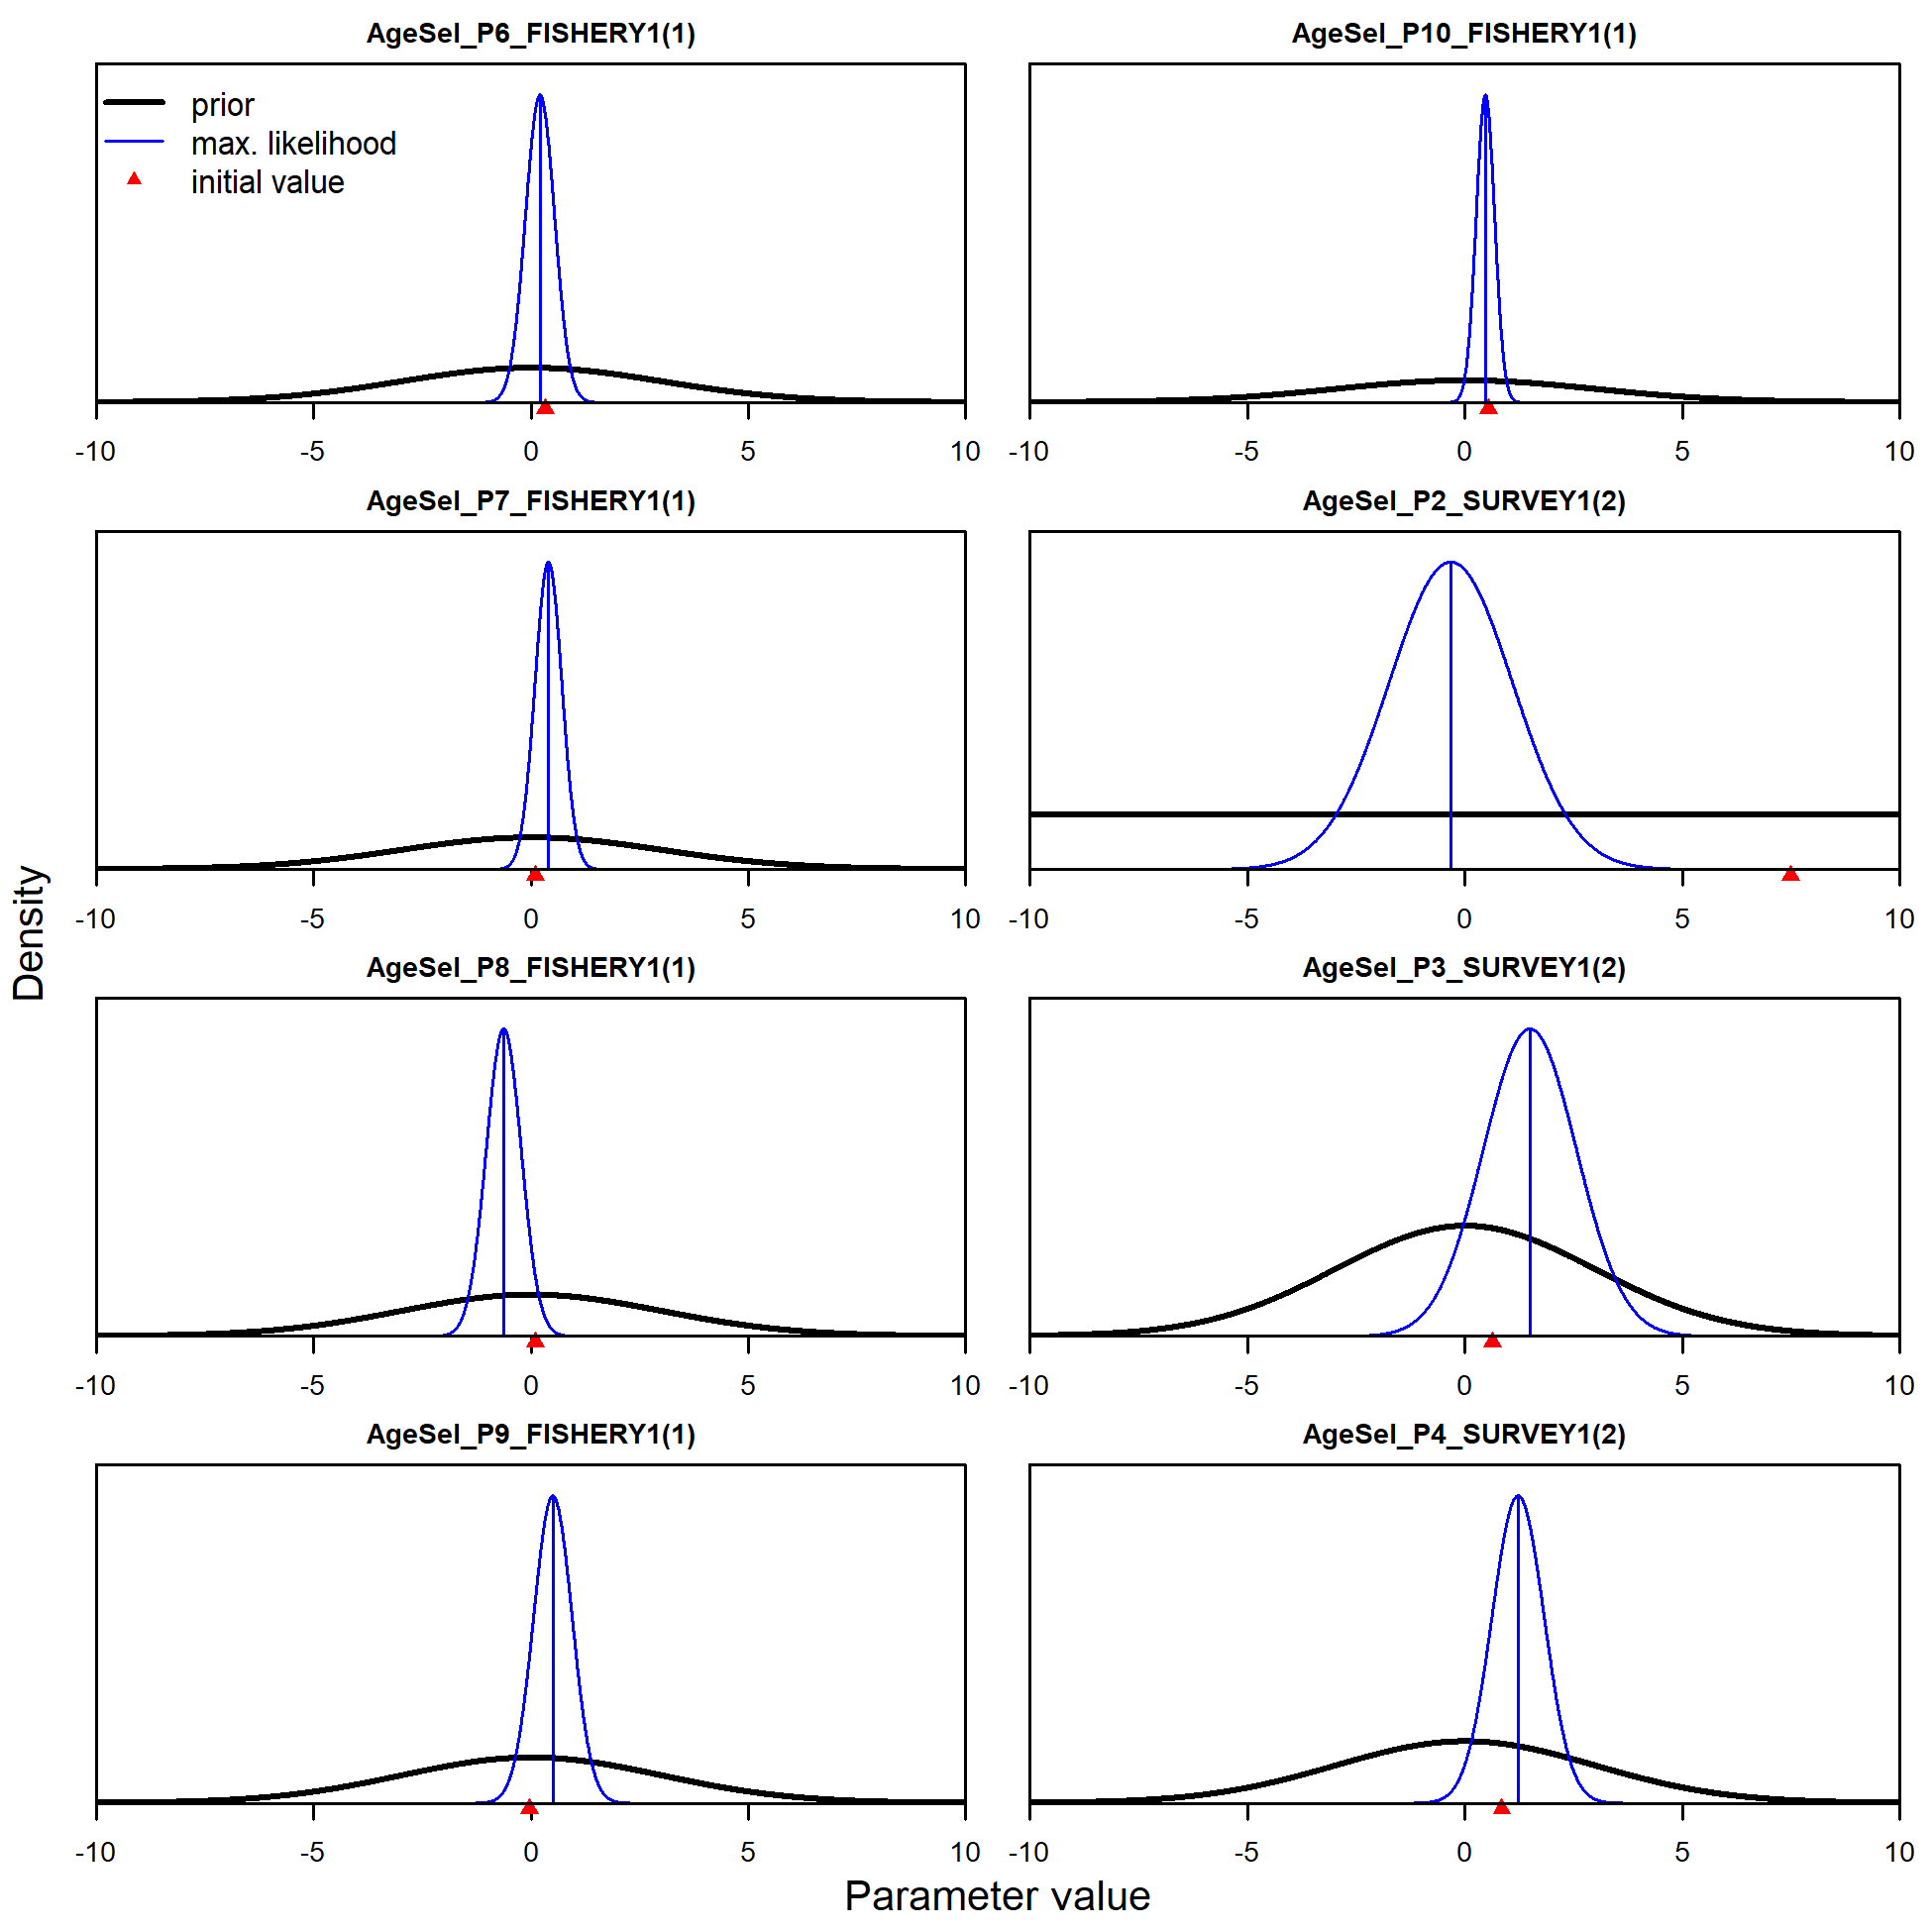 AgeSel_P6_FISHERY1(1)
prior
max. likelihood
initial value
-10 -5 0 5 10
AgeSel_P10_FISHERY1(1)
-10 -5 0 5 10
AgeSel_P7_FISHERY1(1)
-10 -5 0 5 10
AgeSel_P2_SURVEY1(2)
-10 -5 0 5 10
AgeSel_P8_FISHERY1(1)
-10 -5 0 5 10
AgeSel_P3_SURVEY1(2)
-10 -5 0 5 10
AgeSel_P9_FISHERY1(1)
-10 -5 0 5 10
AgeSel_P4_SURVEY1(2)
-10 -5 0 5 10
Density
Parameter value